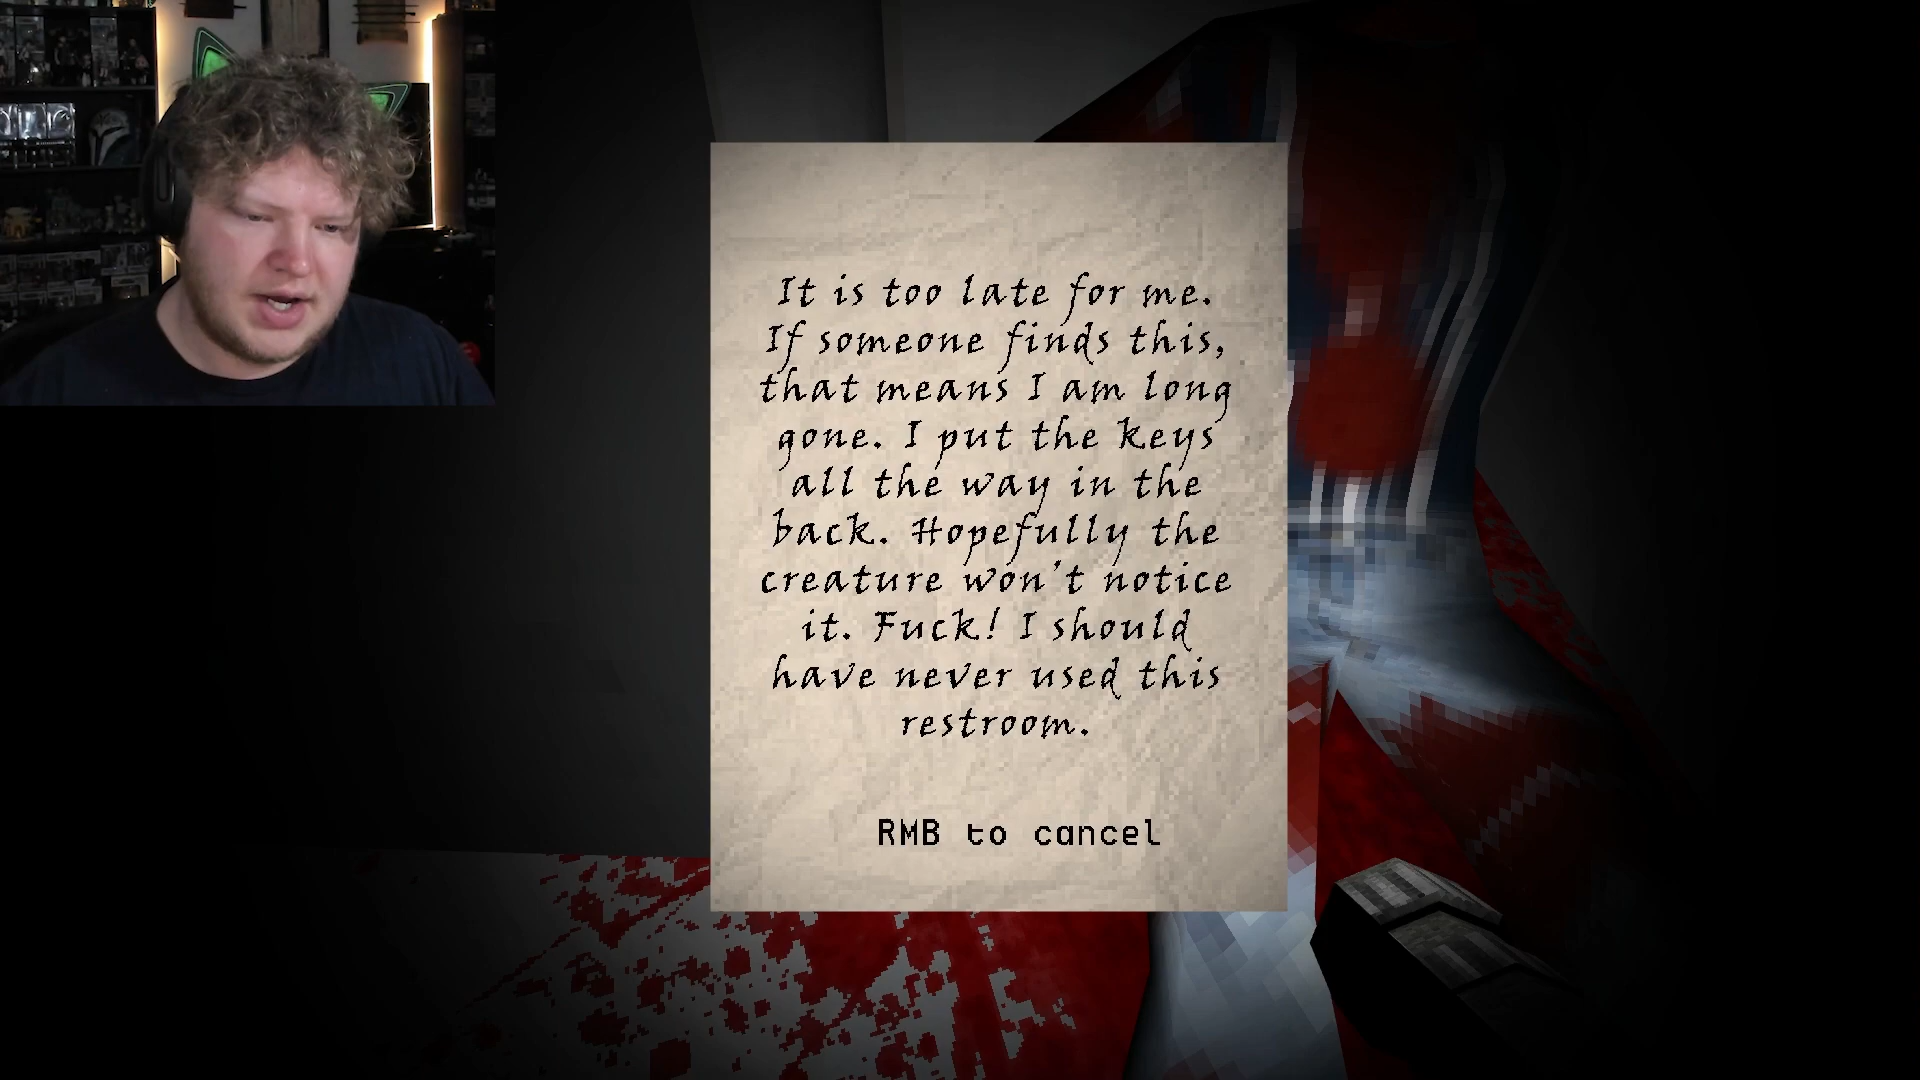 It is too late for me.
If someone finds this,
that means I am long
gone. I put the keys
all the way in the
back. Hopefully the
creature won't notice
it. Fuck! I should
have never used this
restroom.
RMB to cancel